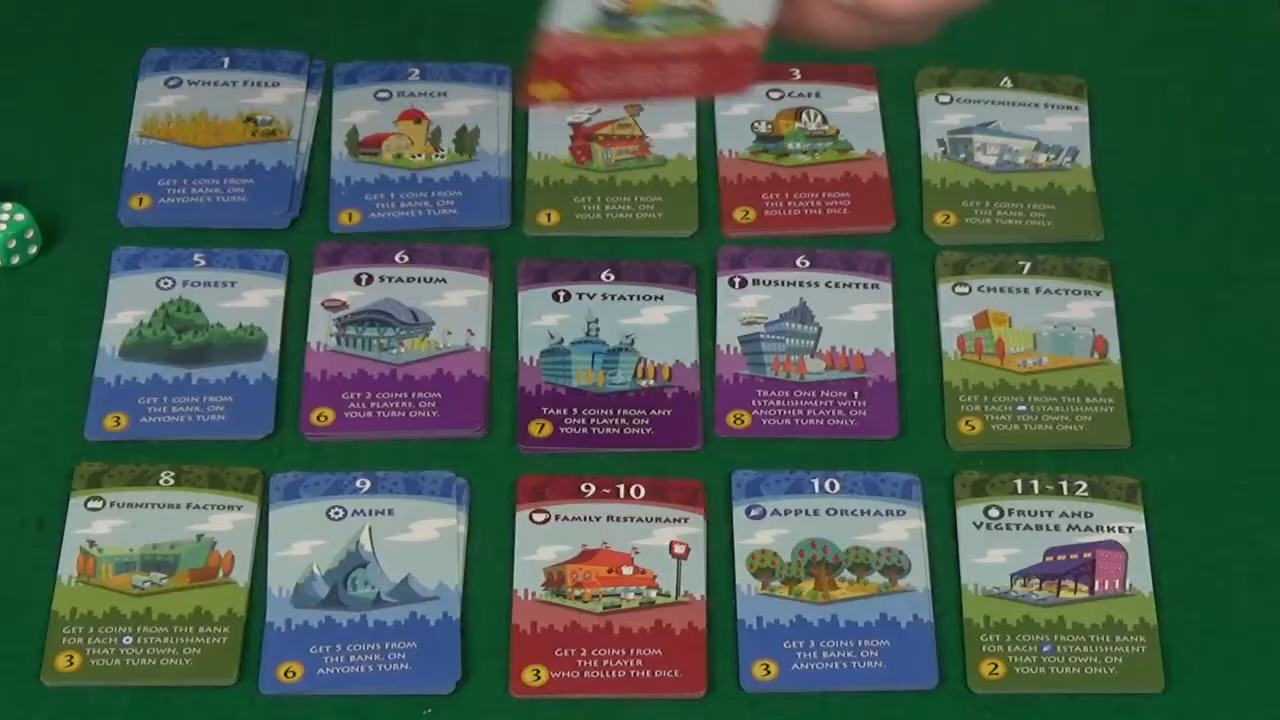 1
WHEAT FIELD
GET 1 COIN FROM
THE BANK, ON
ANYONE'S TURN.
1
2
RANCH
GET 1 COIN FROM
THE BANK, ON
ANYONE'S TURN.
1
GET 1 COIN FROM
THE BANK, ON
YOUR TURN ONLY
1
3
CAFÉ
GET 1 COIN FROM
THE PLAYER WHO
ROLLED THE DICE.
2
4
CONVENIENCE STORE
GET 3 COINS FROM
THE BANK, ON
YOUR TURN ONLY.
2
5
FOREST
GET 1 COIN FROM
THE BANK, ON
ANYONE'S TURN.
3
6
STADIUM
GET 2 COINS FROM
ALL PLAYERS, ON
YOUR TURN ONLY.
6
6
TV STATION
TAKE 5 COINS FROM ANY
ONE PLAYER, ON
YOUR TURN ONLY.
7
6
BUSINESS CENTER
TRADE ONE NON
ESTABLISHMENT WITH
ANOTHER PLAYER, ON
YOUR TURN ONLY.
8
7
CHEESE FACTORY
GET 3 COINS FROM THE BANK
FOR EACH ESTABLISHMENT
THAT YOU OWN, ON
YOUR TURN ONLY.
5
8
FURNITURE FACTORY
GET 3 COINS FROM THE BANK
FOR EACH ESTABLISHMENT
THAT YOU OWN, ON
YOUR TURN ONLY.
3
9
MINE
GET 5 COINS FROM
THE BANK, ON
ANYONE'S TURN.
6
9~10
FAMILY RESTAURANT
GET 2 COINS FROM
THE PLAYER
WHO ROLLED THE DICE.
3
10
APPLE ORCHARD
GET 3 COINS FROM
THE BANK, ON
ANYONE'S TURN.
3
11~12
FRUIT AND
VEGETABLE MARKET
GET 2 COINS FROM THE BANK
FOR EACH ESTABLISHMENT
THAT YOU OWN, ON
YOUR TURN ONLY.
2